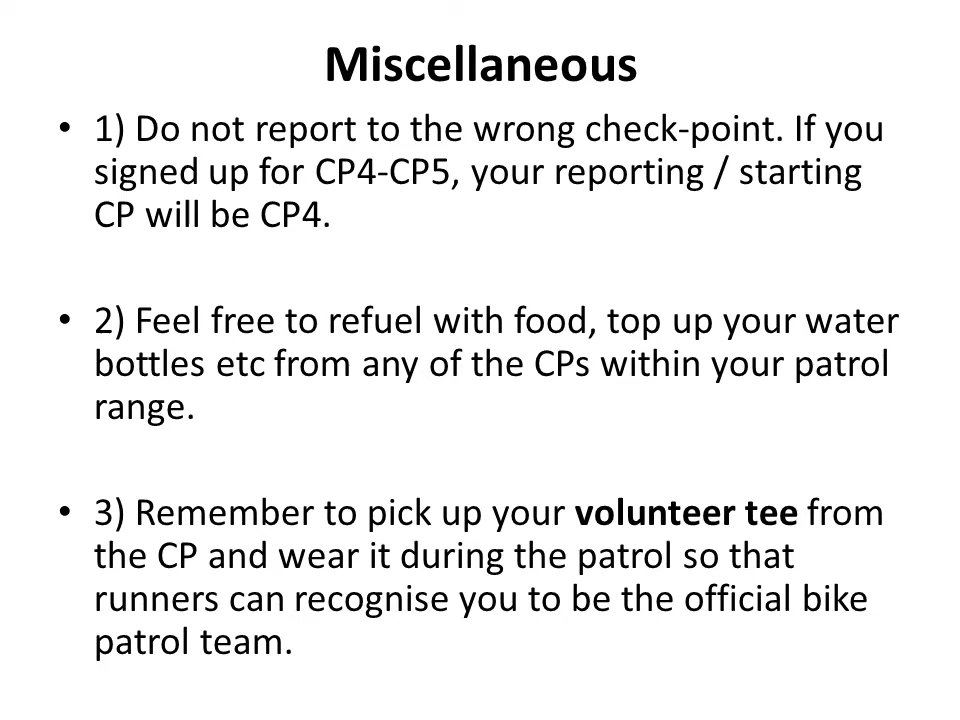 Miscellaneous
• 1) Do not report to the wrong check-point. If you
signed up for CP4-CP5, your reporting / starting
CP will be CP4.
• 2) Feel free to refuel with food, top up your water
bottles etc from any of the CPs within your patrol
range.
• 3) Remember to pick up your volunteer tee from
the CP and wear it during the patrol so that
runners can recognise you to be the official bike
patrol team.